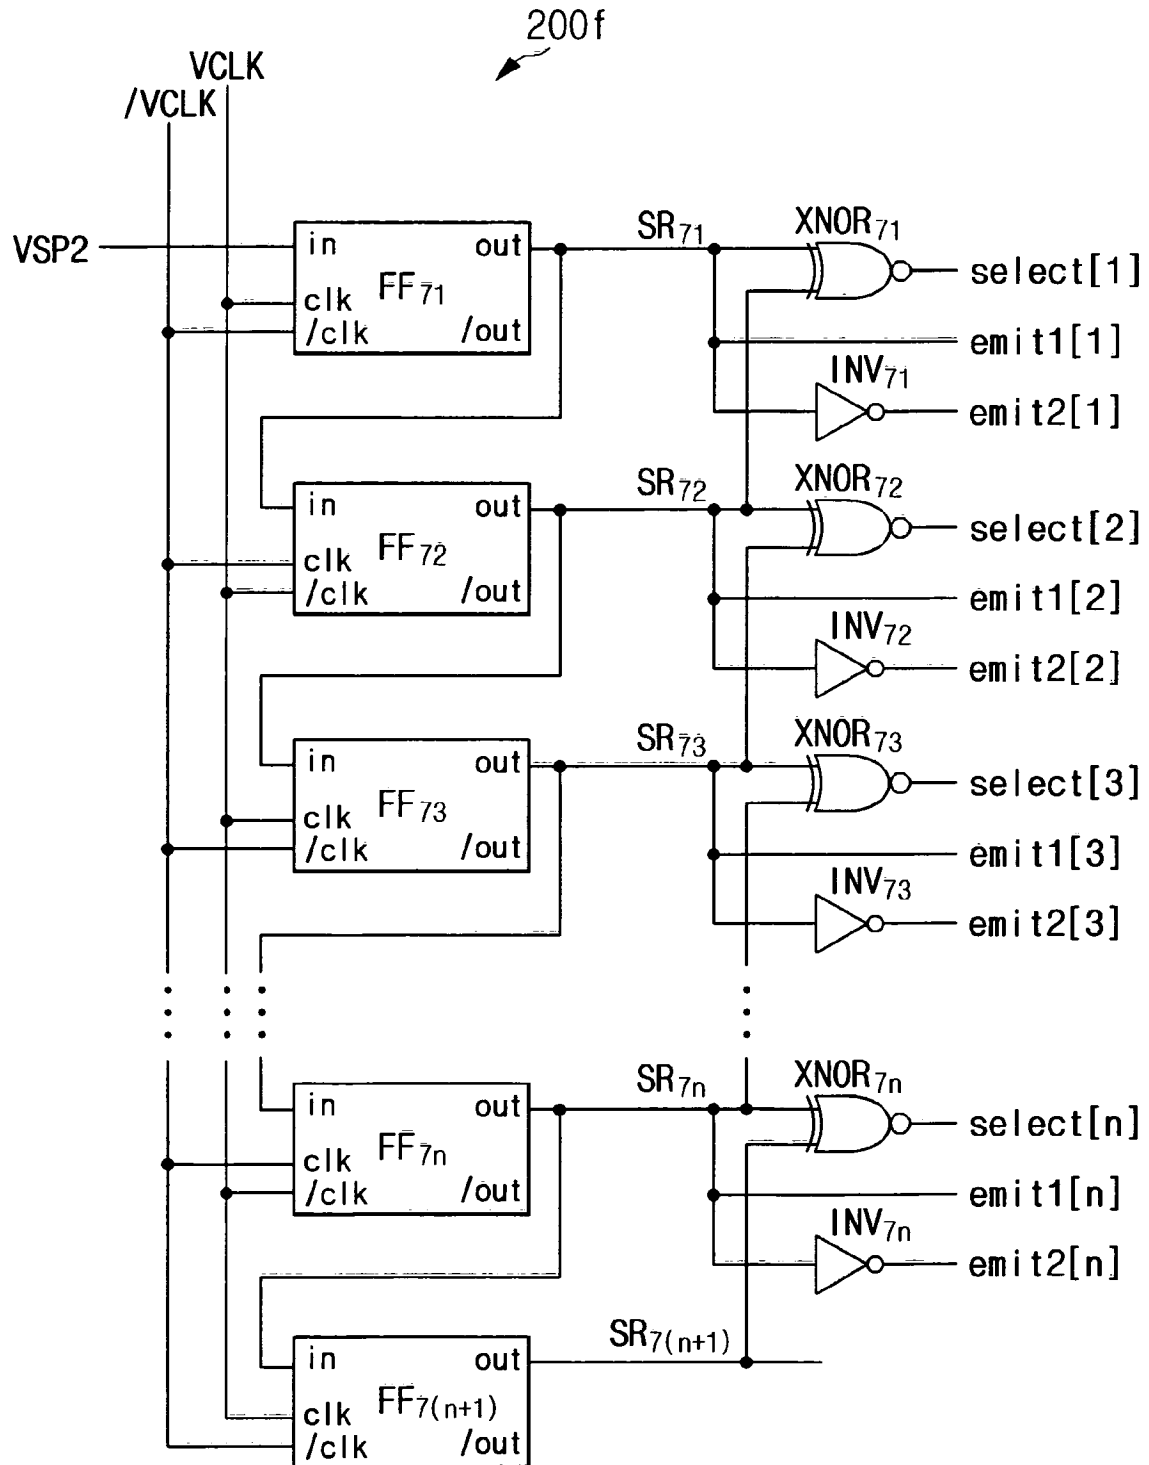 200f
VCLK
/VCLK
VSP2
in out
FF71
clk
/clk /out
SR71
XNOR71
select[1]
emit1[1]
INV71
emit2[1]
in out
FF72
clk
/clk /out
SR72
XNOR72
select[2]
emit1[2]
INV72
emit2[2]
in out
FF73
clk
/clk /out
SR73
XNOR73
select[3]
emit1[3]
INV73
emit2[3]
in out
FF7n
clk
/clk /out
SR7n
XNOR7n
select[n]
emit1[n]
INV7n
emit2[n]
in out
FF7(n+1)
clk
/clk /out
SR7(n+1)